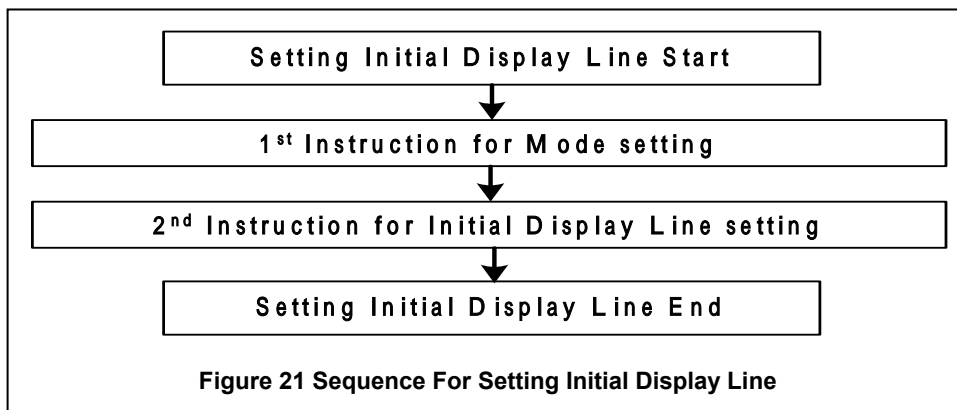 Setting Initial Display Line Start
1st Instruction for Mode setting
2nd Instruction for Initial Display Line setting
Setting Initial Display Line End
Figure 21 Sequence For Setting Initial Display Line